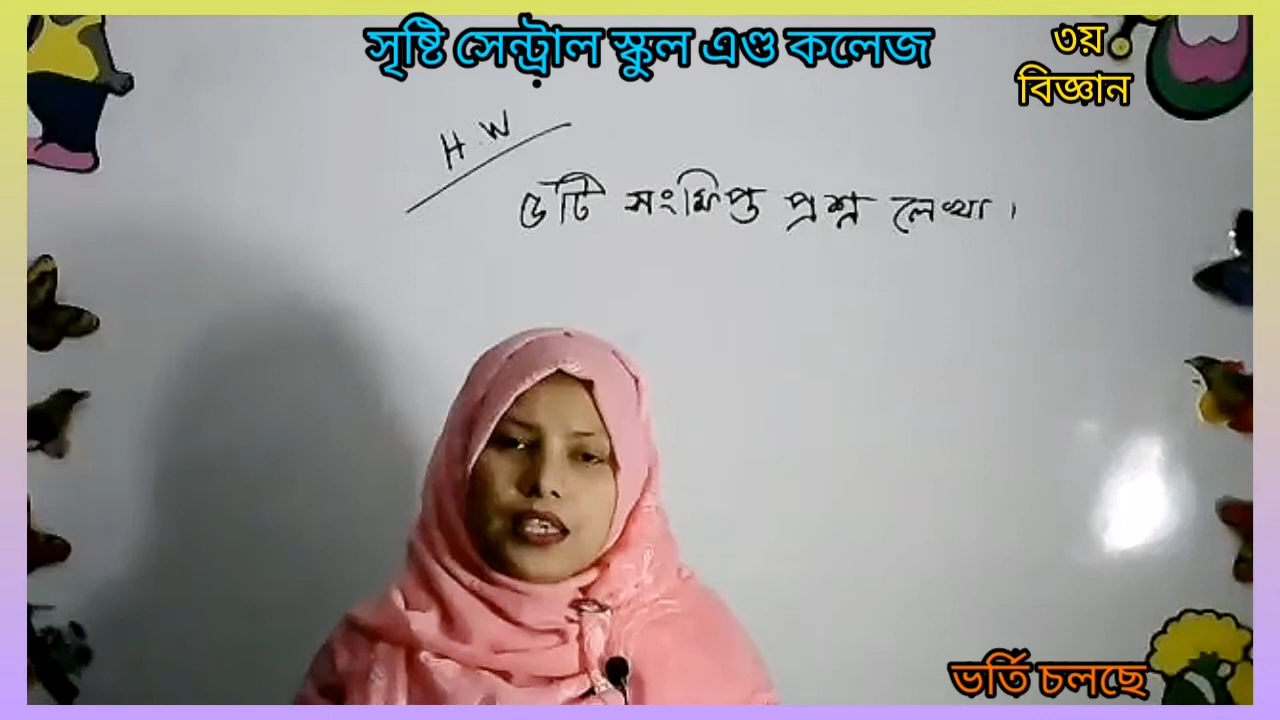 সৃষ্টি সেন্ট্রাল স্কুল এণ্ড কলেজ
৩য়
বিজ্ঞান
H.W
৫টি সংক্ষিপ্ত প্রশ্ন লেখা।
ভর্তি চলছে